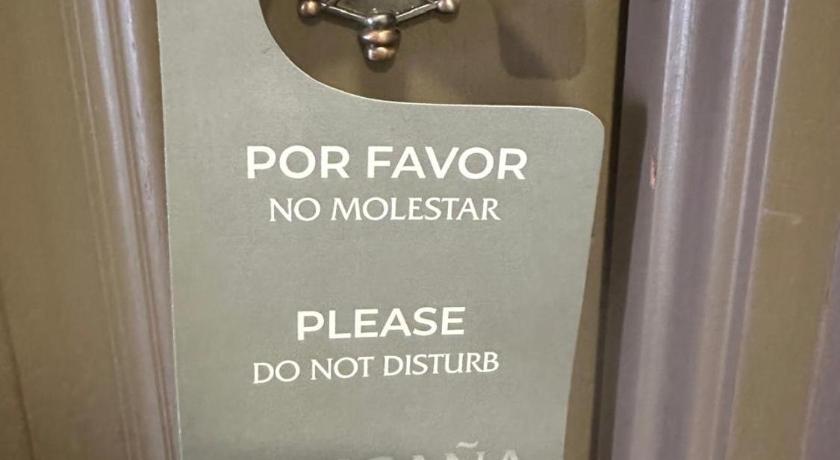 POR FAVOR
NO MOLESTAR
PLEASE
DO NOT DISTURB